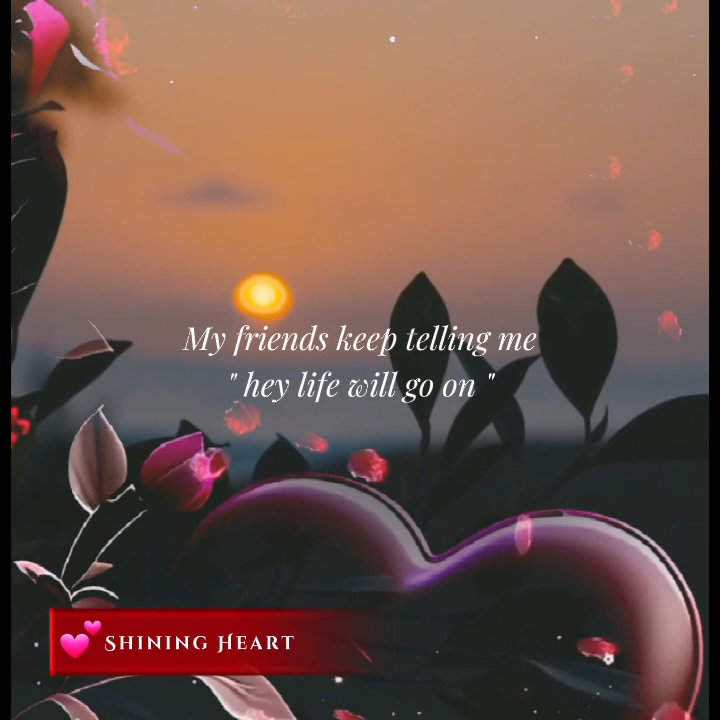 My friends keep telling me
" hey life will go on "
💕 Shining Heart